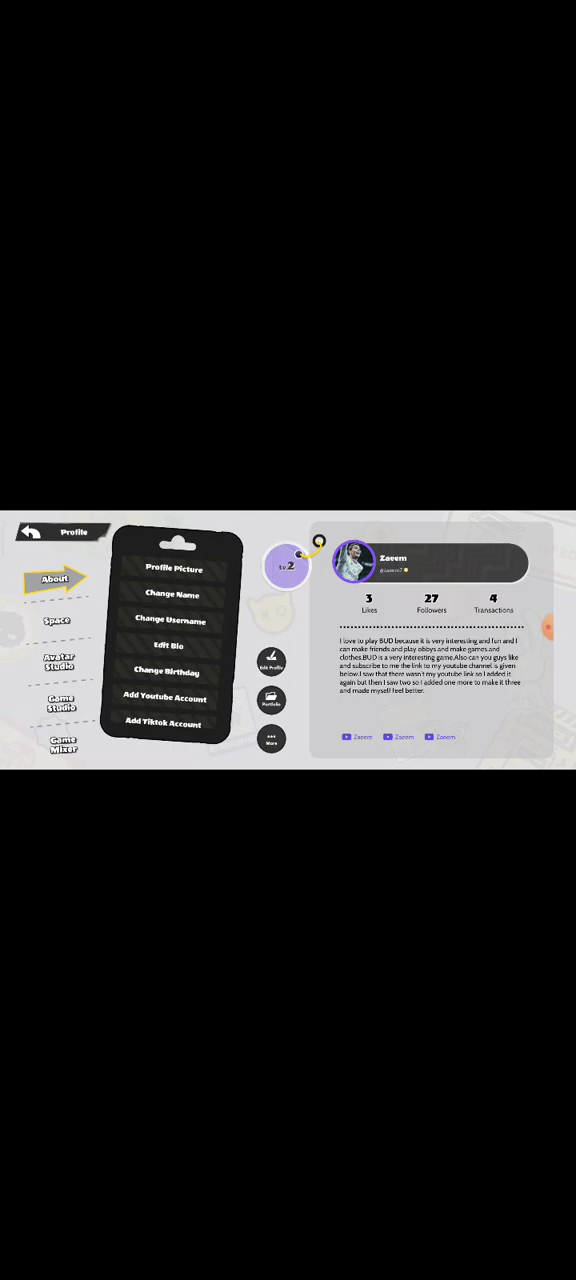 Profile
About
Space
Avatar
Studio
Game
Studio
Game
Mixer
Profile Picture
Change Name
Change Username
Edit Bio
Change Birthday
Add Youtube Account
Add Tiktok Account
Lv.2
Edit Profile
Portfolio
More
Zaeem
3
Likes
27
Followers
4
Transactions
I love to play BUD because it is very interesting and fun and I
can make friends and play obbys and make games and
clothes.BUD is a very interesting game.Also can you guys like
and subscribe to me the link to my youtube channel is given
below.I saw that there wasn't my youtube link so I added it
again but then I saw two so I added one more to make it three
and made myself feel better.
Zaeem
Zaeem
Zaeem